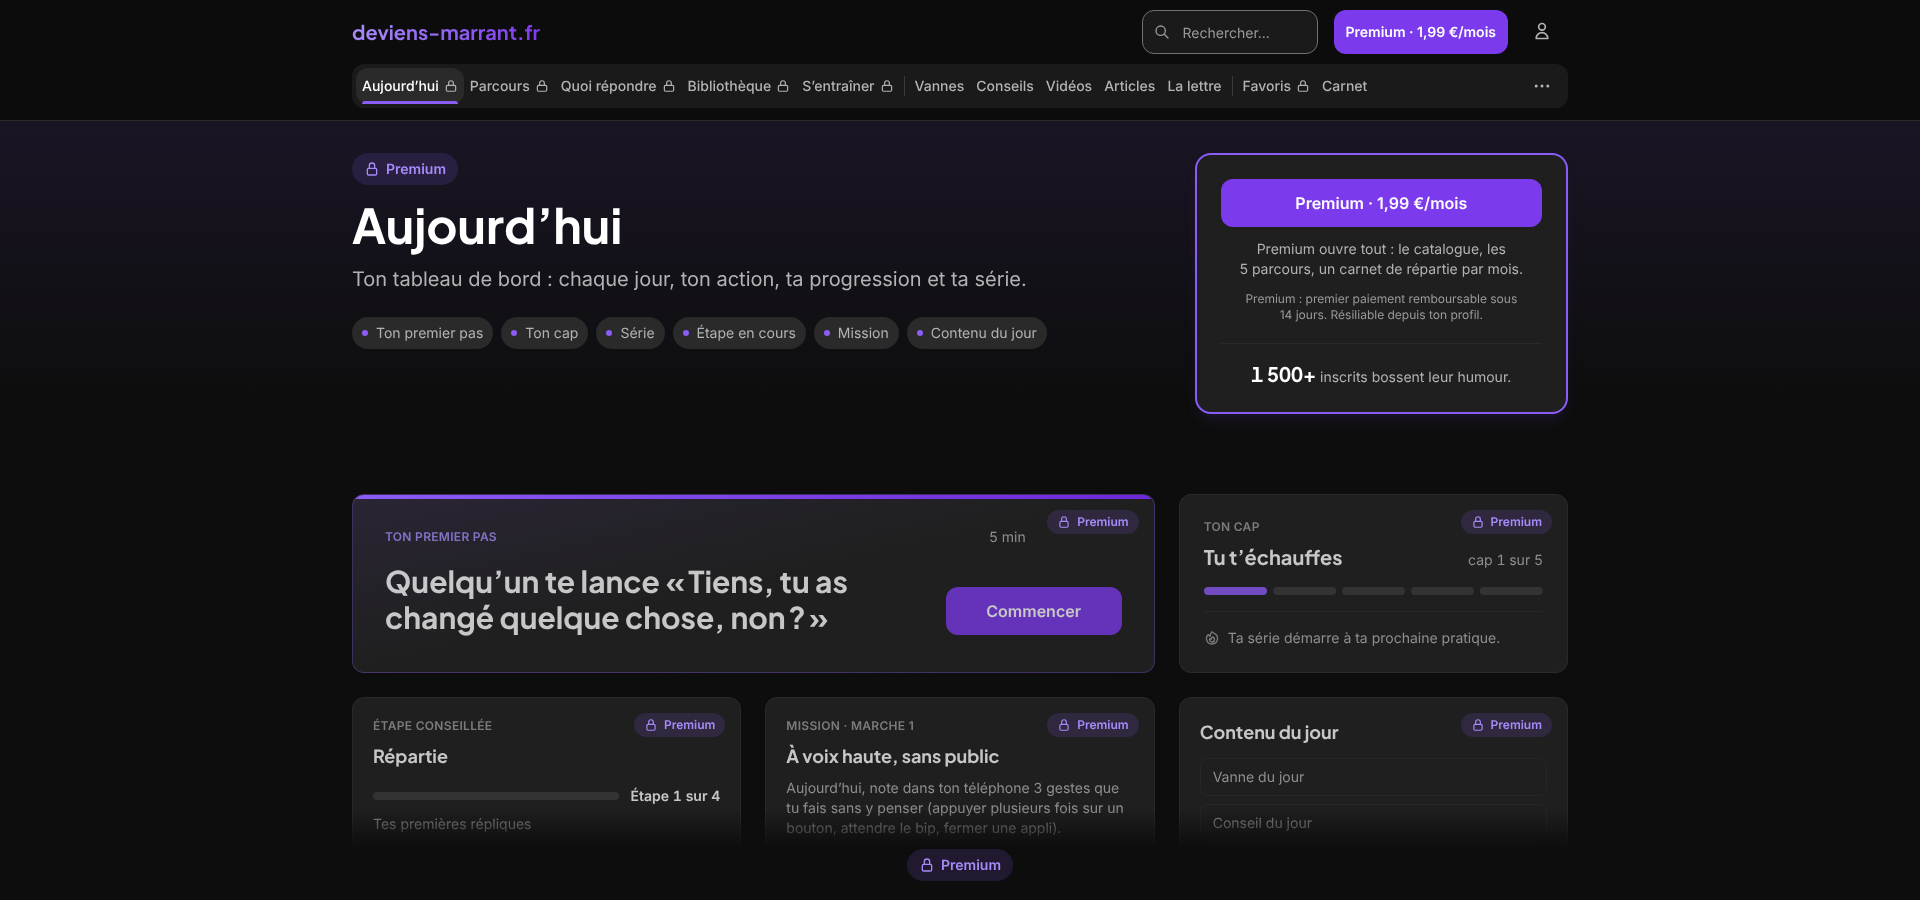 deviens-marrant.fr
Rechercher...
Premium · 1,99 €/mois
Aujourd’hui
Parcours
Quoi répondre
Bibliothèque
S’entraîner
Vannes
Conseils
Vidéos
Articles
La lettre
Favoris
Carnet
Premium
Aujourd’hui
Ton tableau de bord : chaque jour, ton action, ta progression et ta série.
Ton premier pas
Ton cap
Série
Étape en cours
Mission
Contenu du jour
Premium · 1,99 €/mois
Premium ouvre tout : le catalogue, les
5 parcours, un carnet de répartie par mois.
Premium : premier paiement remboursable sous
14 jours. Résiliable depuis ton profil.
1 500+ inscrits bossent leur humour.
TON PREMIER PAS
5 min
Premium
Quelqu’un te lance « Tiens, tu as
changé quelque chose, non ? »
Commencer
TON CAP
Premium
Tu t’échauffes
cap 1 sur 5
Ta série démarre à ta prochaine pratique.
ÉTAPE CONSEILLÉE
Premium
Répartie
Étape 1 sur 4
Tes premières répliques
MISSION · MARCHE 1
Premium
À voix haute, sans public
Aujourd’hui, note dans ton téléphone 3 gestes que
tu fais sans y penser (appuyer plusieurs fois sur un
bouton, attendre le bip, fermer une appli).
Contenu du jour
Premium
Vanne du jour
Conseil du jour
Premium